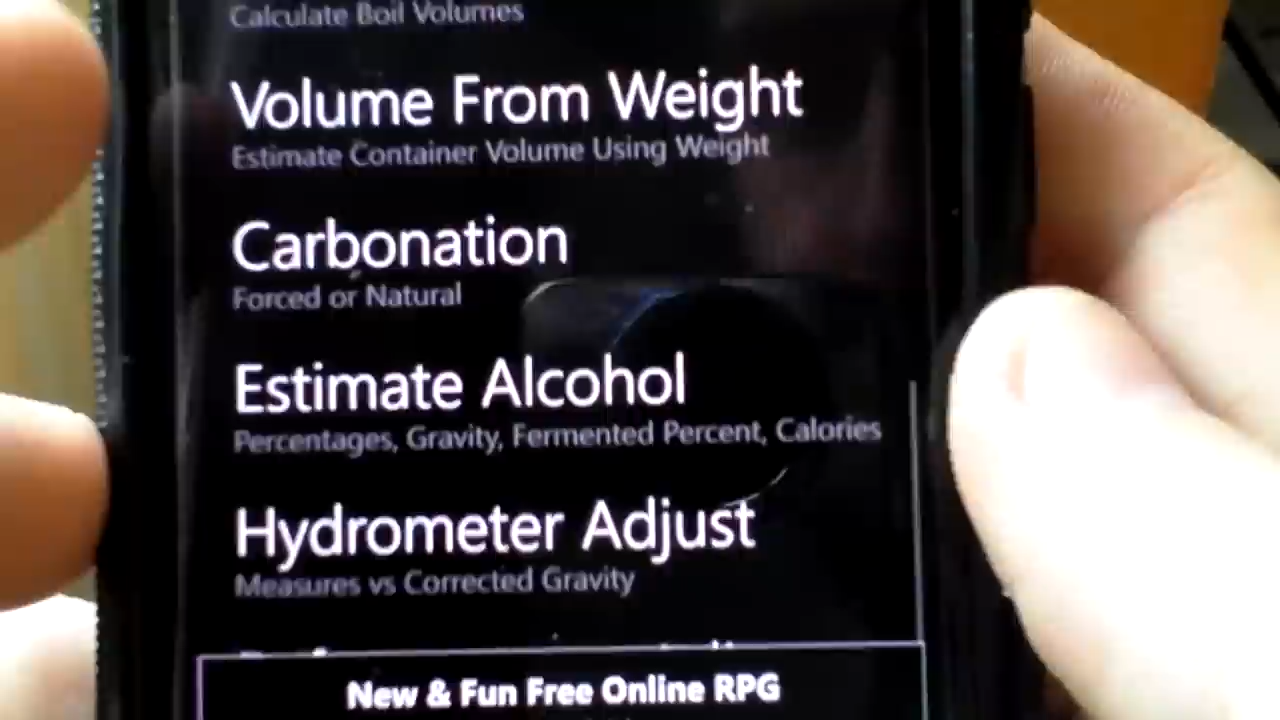 Calculate Boil Volumes
Volume From Weight
Estimate Container Volume Using Weight
Carbonation
Forced or Natural
Estimate Alcohol
Percentages, Gravity, Fermented Percent, Calories
Hydrometer Adjust
Measures vs Corrected Gravity
New & Fun Free Online RPG